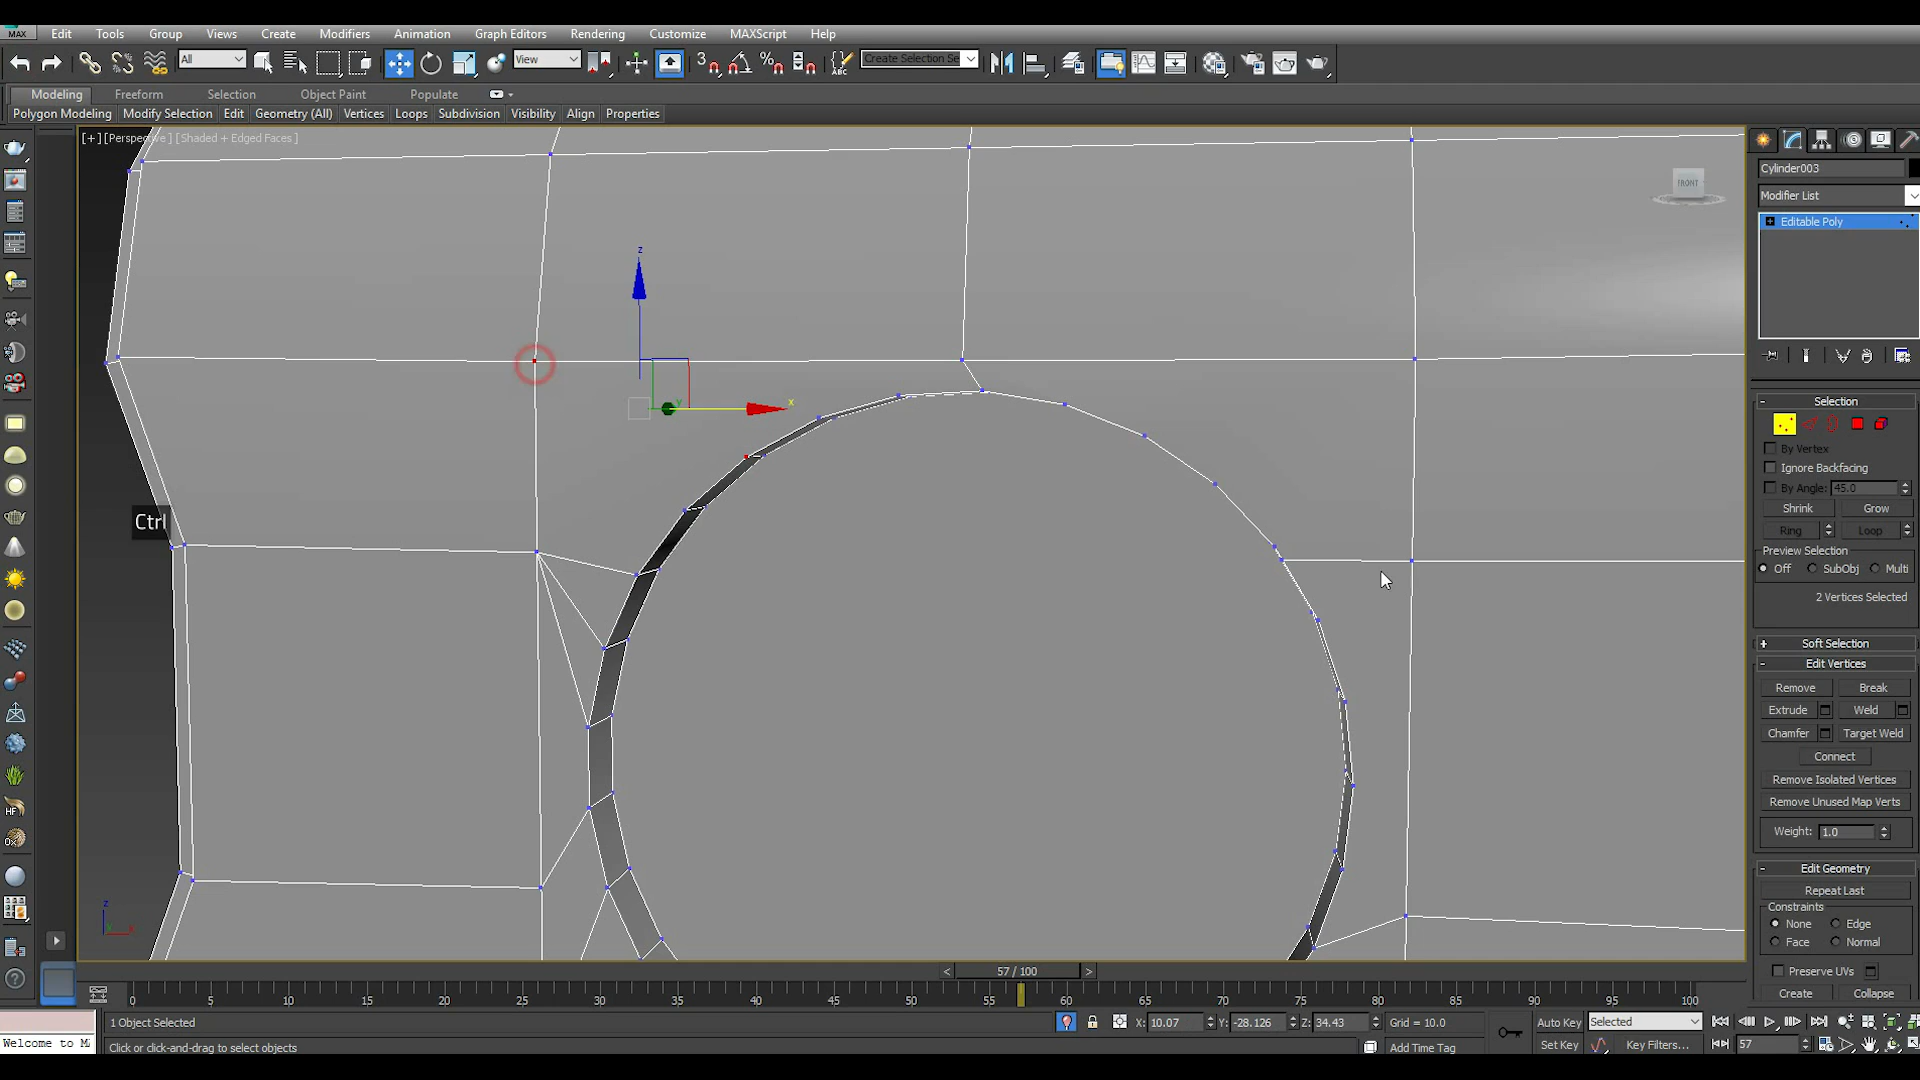 MAX Edit Tools Group Views Create Modifiers Animation Graph Editors Rendering Customize MAXScript Help
All View Create Selection Se
Modeling Freeform Selection Object Paint Populate
Polygon Modeling Modify Selection Edit Geometry (All) Vertices Loops Subdivision Visibility Align Properties
[+] [Perspective] [Shaded + Edged Faces]
FRONT
Cylinder003
Modifier List
Editable Poly
z
x
y
Ctrl
Selection
By Vertex
Ignore Backfacing
By Angle: 45.0
Shrink Grow
Ring Loop
Preview Selection
Off SubObj Multi
2 Vertices Selected
Soft Selection
Edit Vertices
Remove Break
Extrude Weld
Chamfer Target Weld
Connect
Remove Isolated Vertices
Remove Unused Map Verts
Weight: 1.0
Edit Geometry
Repeat Last
Constraints
None Edge
Face Normal
Preserve UVs
Create Collapse
< 57 / 100 >
0 5 10 15 20 25 30 35 40 45 50 55 60 65 70 75 80 85 90 95 100
1 Object Selected X: 10.07 Y: -28.126 Z: 34.43 Grid = 10.0 Auto Key Selected
Welcome to Click or click-and-drag to select objects Add Time Tag Set Key Key Filters... 57